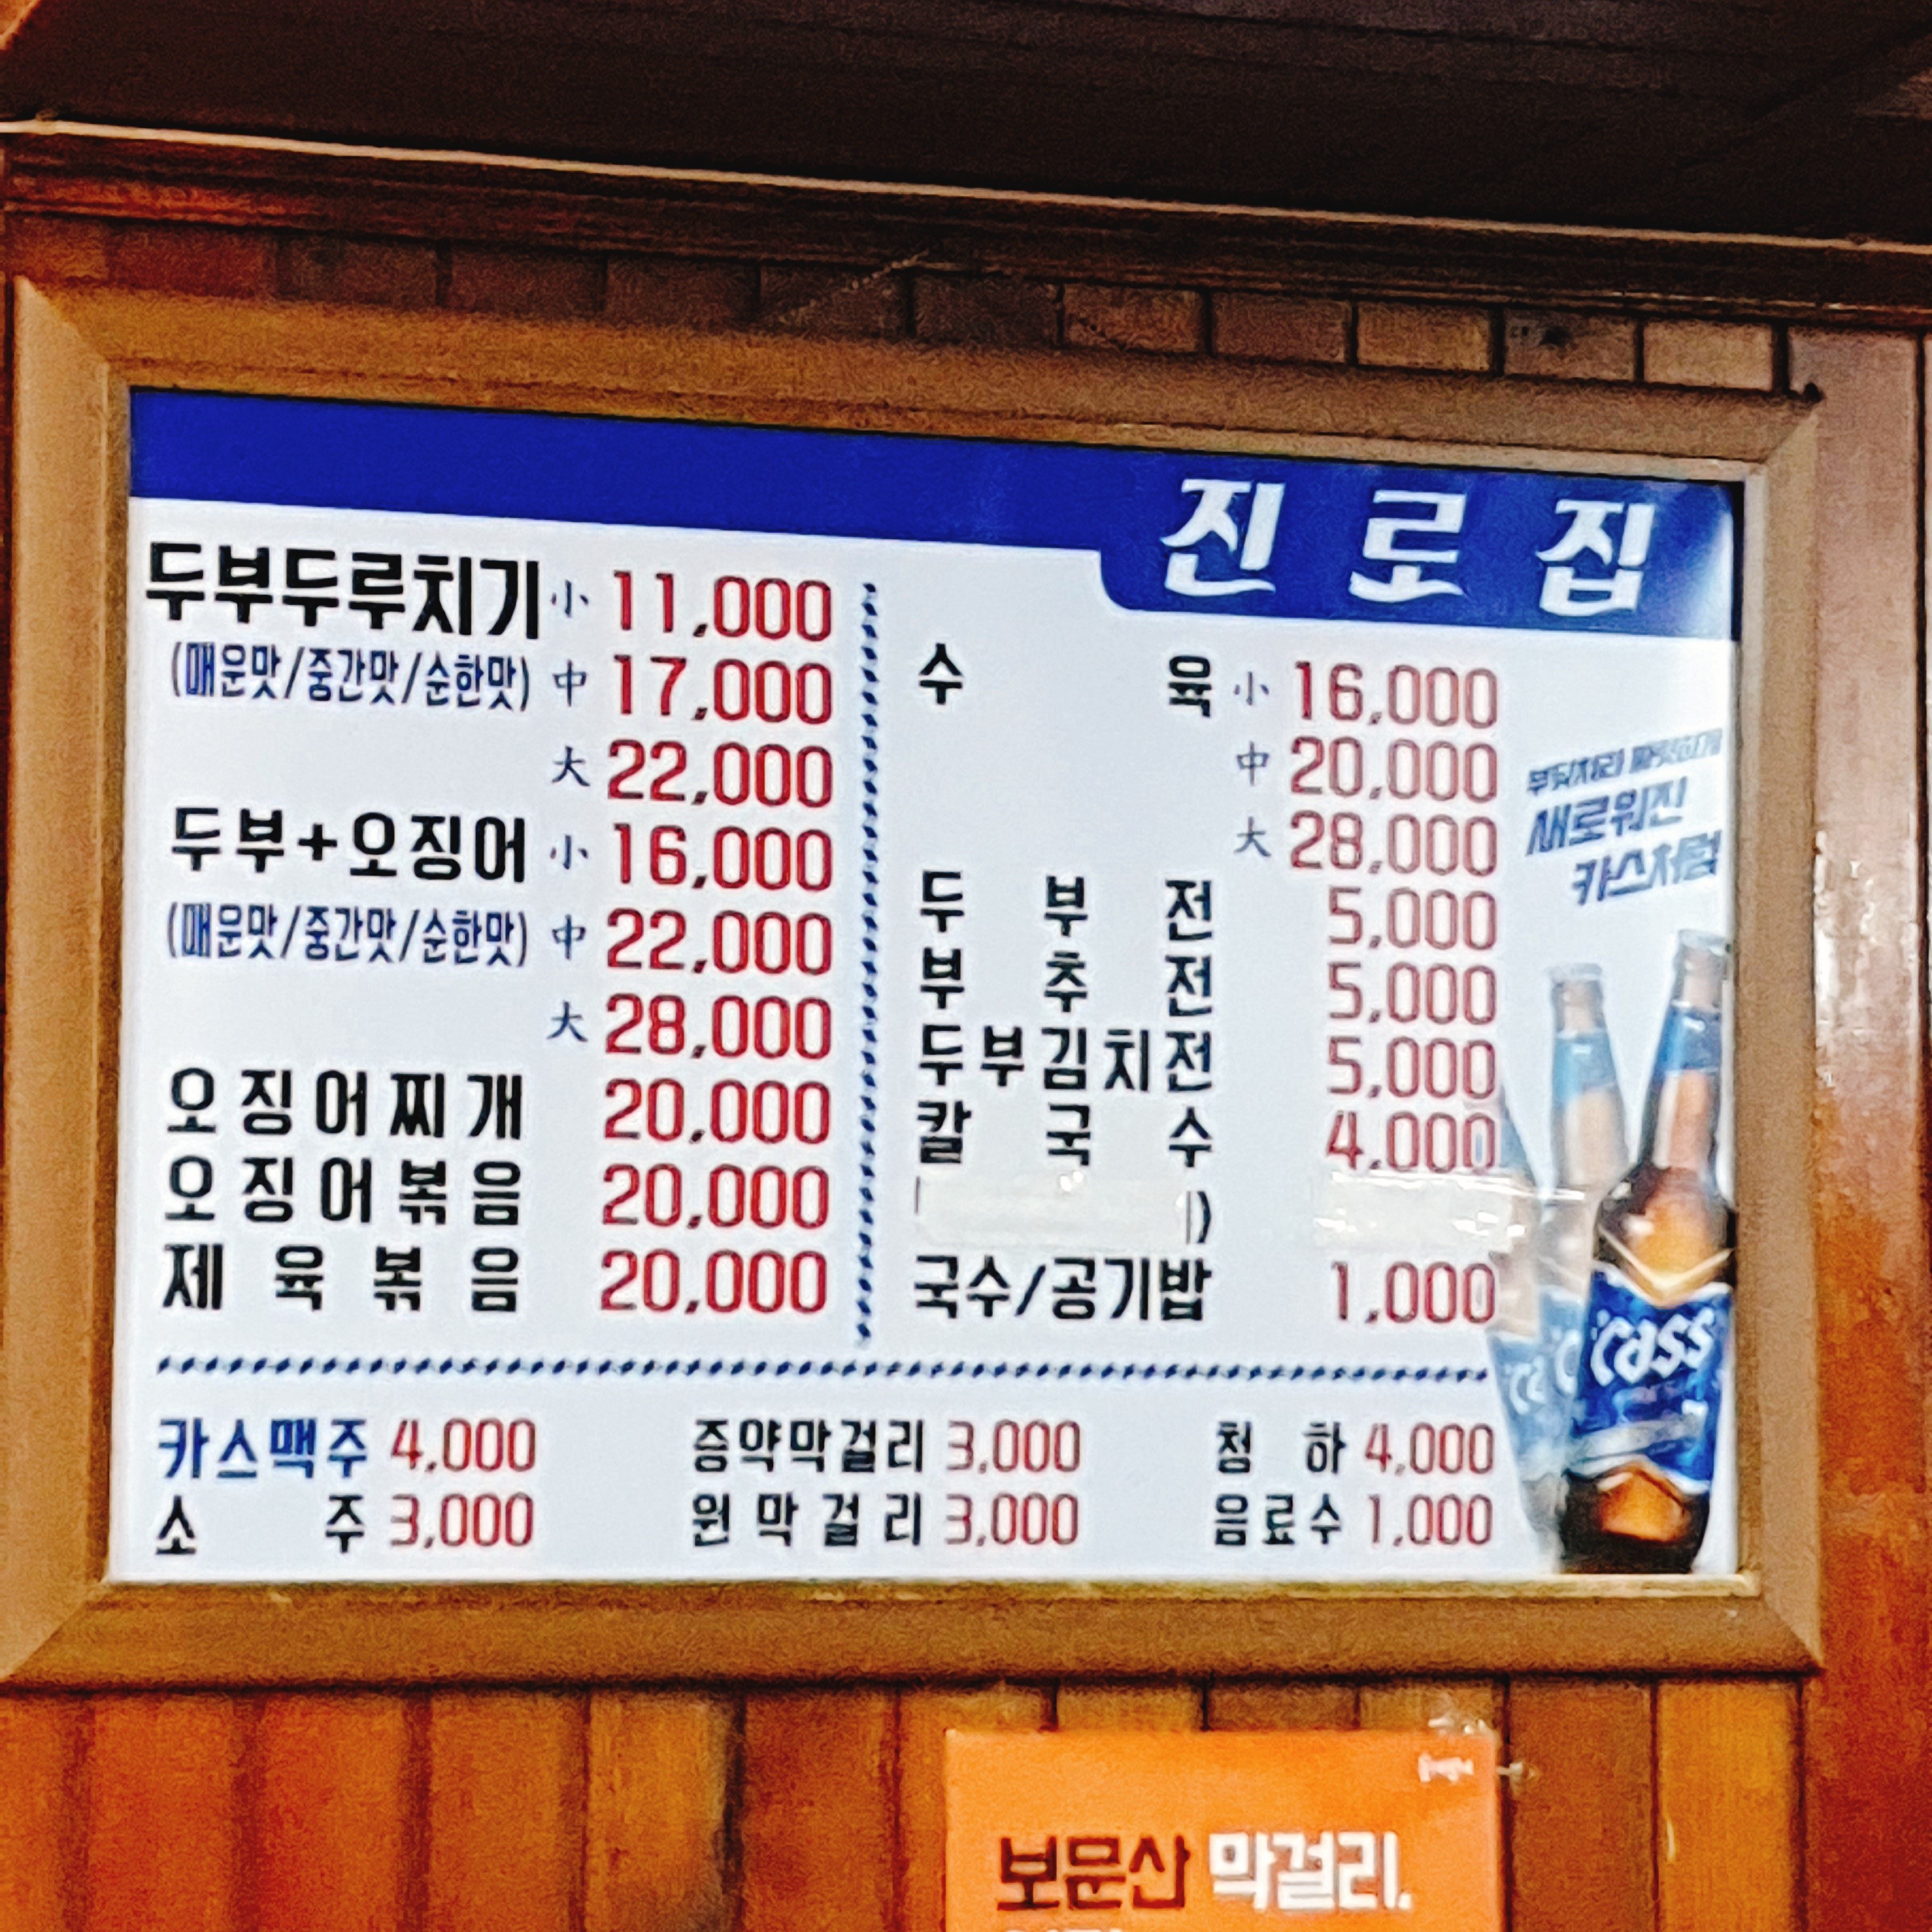 진로집
두부두루치기 小 11,000
(매운맛/중간맛/순한맛) 中 17,000
大 22,000
두부+오징어 小 16,000
(매운맛/중간맛/순한맛) 中 22,000
大 28,000
오징어찌개 20,000
오징어볶음 20,000
제육볶음 20,000
수육 小 16,000
中 20,000
大 28,000
두부전 5,000
부추전 5,000
두부김치전 5,000
칼국수 4,000
국수/공기밥 1,000
새로워진
카스처럼
cass
카스맥주 4,000 증약막걸리 3,000 청하 4,000
소주 3,000 원막걸리 3,000 음료수 1,000
보문산 막걸리.